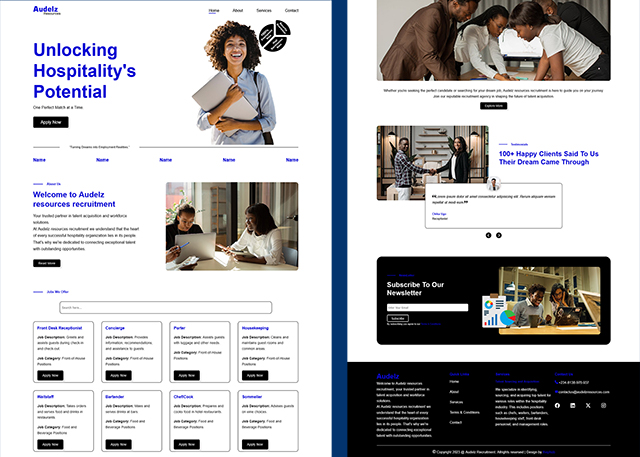 Audelz
Resources
Home
About
Services
Contact
Unlocking
Hospitality's
Potential
One Perfect Match at a Time
Apply Now
"Turning Dreams into Employment Realities."
Name
Name
Name
Name
Name
About Us
Welcome to Audelz
resources recruitment
Your trusted partner in talent acquisition and workforce
solutions.
At Audelz resources recruitment we understand that the heart
of every successful hospitality organization lies in its people.
That's why we're dedicated to connecting exceptional talent
with outstanding opportunities.
Read More
Jobs We Offer
Search here...
Front Desk Receptionist
Job Description: Greets and
assists guests during check-in
and check-out
Job Category: Front-of-House
Positions
Apply Now
Concierge
Job Description: Provides
information, recommendations
and assistance to guests
Job Category: Front-of-House
Positions
Apply Now
Porter
Job Description: Assists guests
with luggage and other needs
Job Category: Front-of-House
Positions
Apply Now
Housekeeping
Job Description: Cleans and
maintains guest rooms and
common areas
Job Category: Front-of-House
Positions
Apply Now
Waitstaff
Job Description: Takes orders
and serves food and drinks in
restaurants
Job Category: Food and
Beverage Positions
Apply Now
Bartender
Job Description: Mixes and
serves drinks at bars
Job Category: Food and
Beverage Positions
Apply Now
Chef/Cook
Job Description: Prepares and
cooks food in hotel restaurants.
Job Category: Food and
Beverage Positions
Apply Now
Sommelier
Job Description: Advises guests
on wine choices
Job Category: Food and
Beverage Positions
Apply Now
Whether you're seeking the perfect candidate or searching for your dream job, Audelz resources recruitment is here to guide you on your journey
Join our reputable recruitment agency in shaping the future of talent acquisition.
Explore More
Testimonials
100+ Happy Clients Said To Us
Their Dream Came Through
Lorem ipsum dolor sit amet consectetur adipisicing elit. Harum aliquam veniam
repellat at modi eum
Receptionist
Subscribe To Our
Newsletter
Enter Your Email
Subscribe
By subscribing you agree to our
Audelz
Welcome to Audelz resources
recruitment, your trusted partner in
talent acquisition and workforce
solutions.
At Audelz resources recruitment we
understand that the heart of every
successful hospitality organization
lies in its people. That's why we're
dedicated to connecting exceptional
talent with outstanding opportunities.
Home
About
Services
Terms & Conditions
Contact
We specialize in identifying,
sourcing, and acquiring top talent for
various roles within the hospitality
industry. This includes positions
such as chefs, waiters, bartenders,
housekeeping staff, front desk
personnel, and management roles.
© Copyright 2023 @ Audelz Recruitment. Allrights reserved | Design by